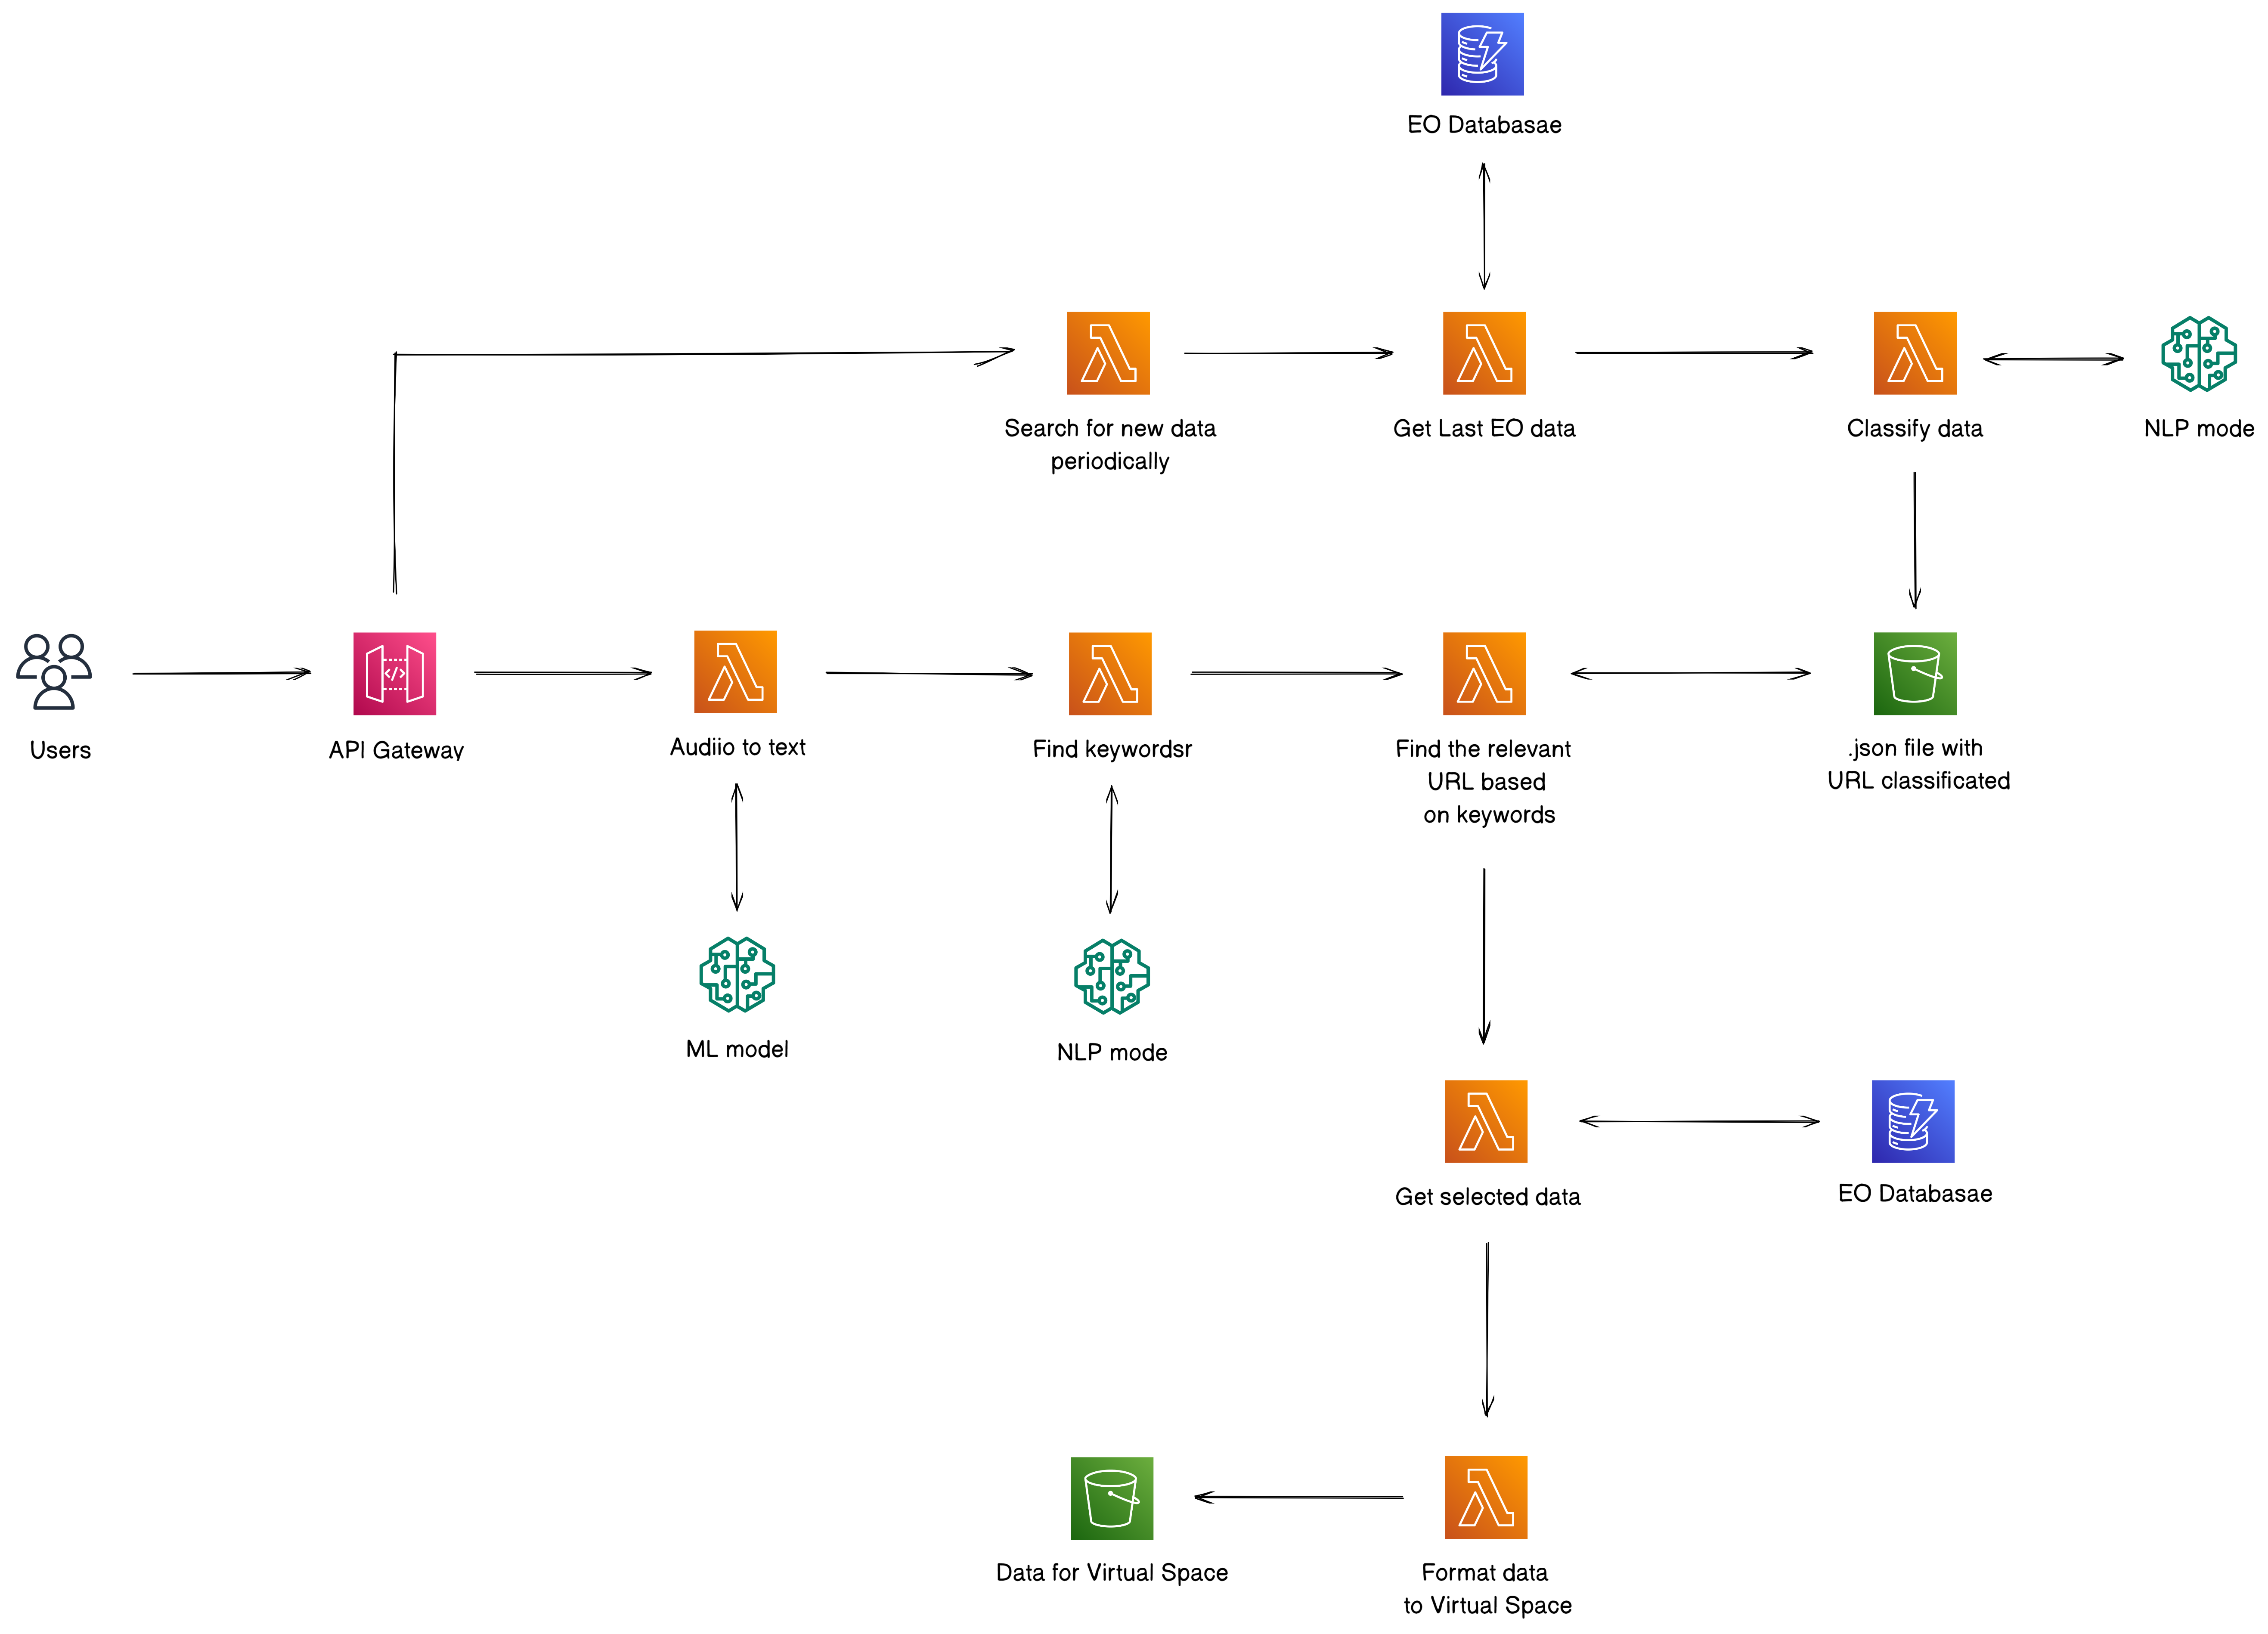 EO Databasae
Search for new data
periodically
Get Last EO data
Classify data
NLP mode
Users
API Gateway
Audiio to text
Find keywordsr
Find the relevant
URL based
on keywords
.json file with
URL classificated
ML model
NLP mode
Get selected data
EO Databasae
Data for Virtual Space
Format data
to Virtual Space